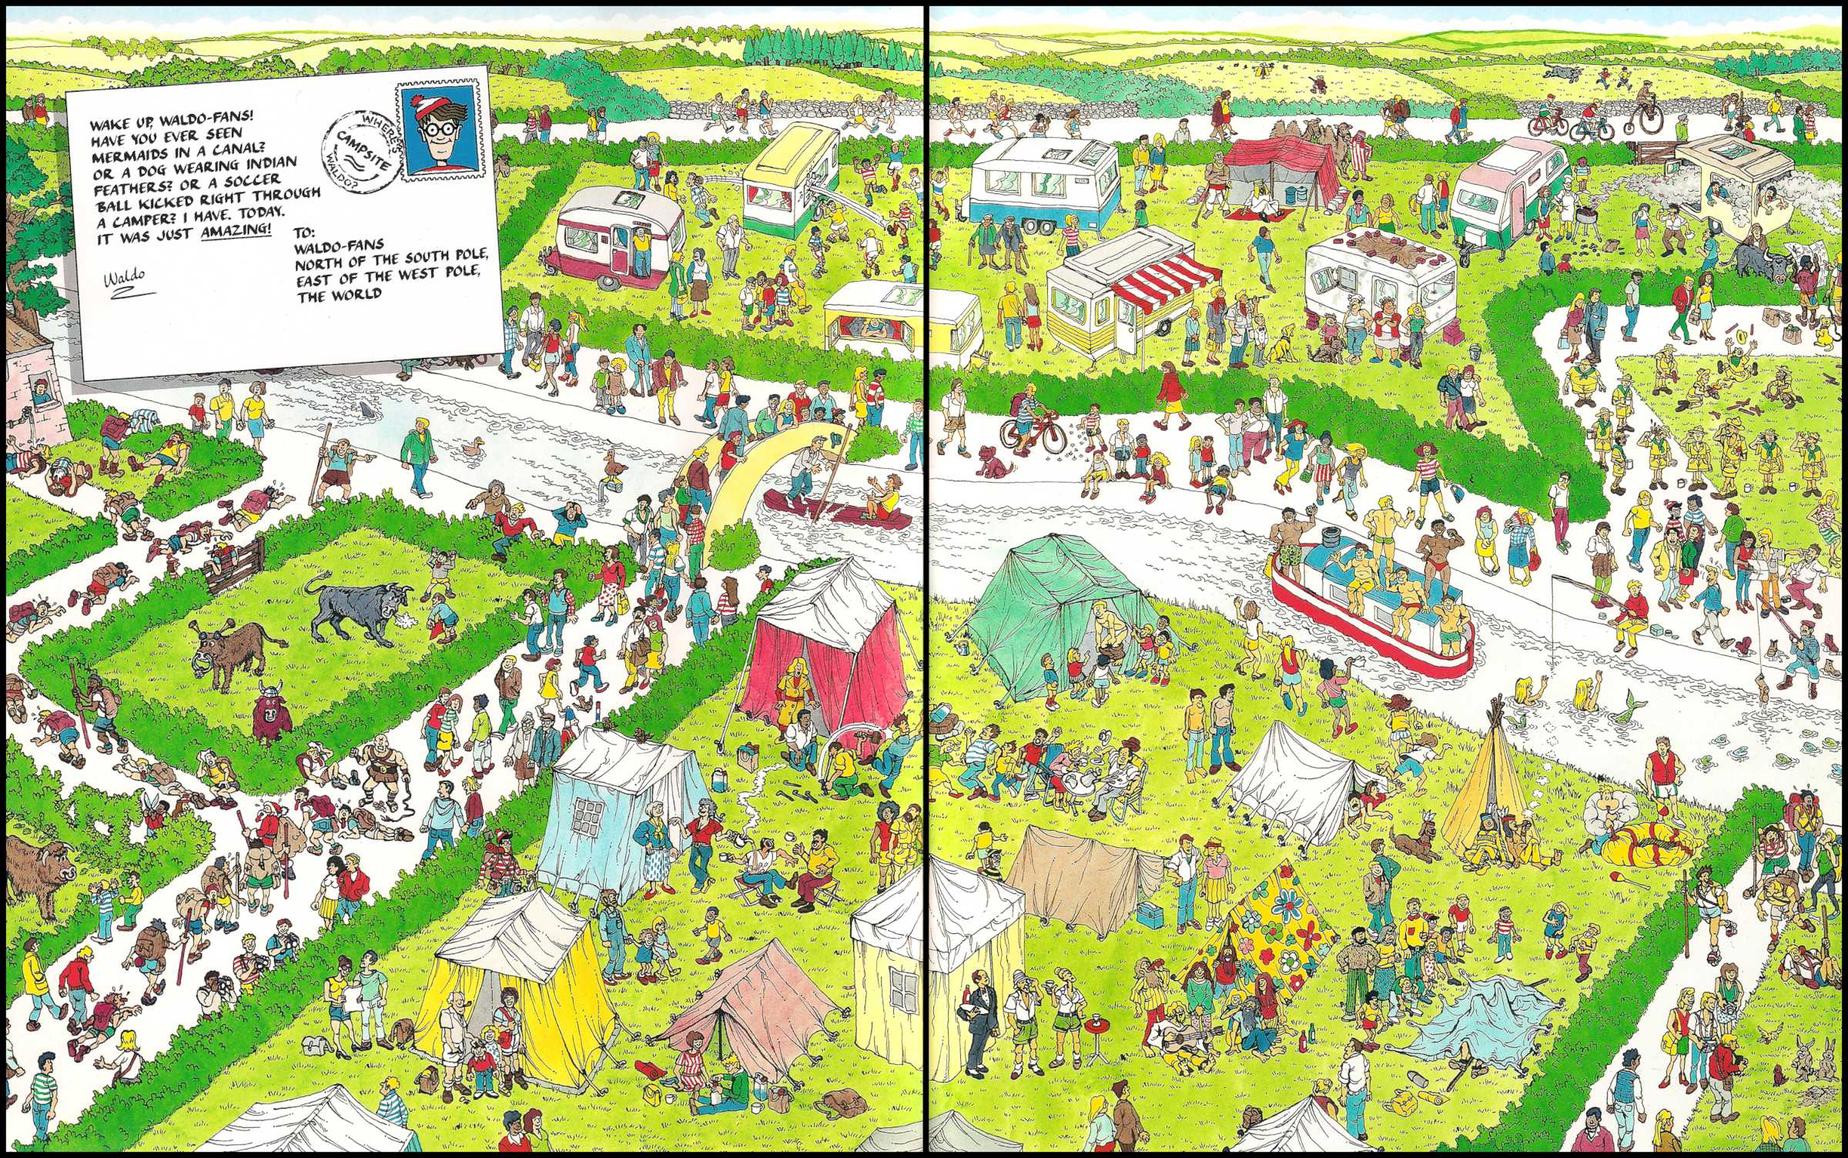 WAKE UP, WALDO-FANS!
HAVE YOU EVER SEEN
MERMAIDS IN A CANAL?
OR A DOG WEARING INDIAN
FEATHERS? OR A SOCCER
BALL KICKED RIGHT THROUGH
A CAMPER? I HAVE. TODAY.
IT WAS JUST AMAZING!
Waldo
WHERE'S
CAMPSITE
WALDO?
TO:
WALDO-FANS
NORTH OF THE SOUTH POLE,
EAST OF THE WEST POLE,
THE WORLD